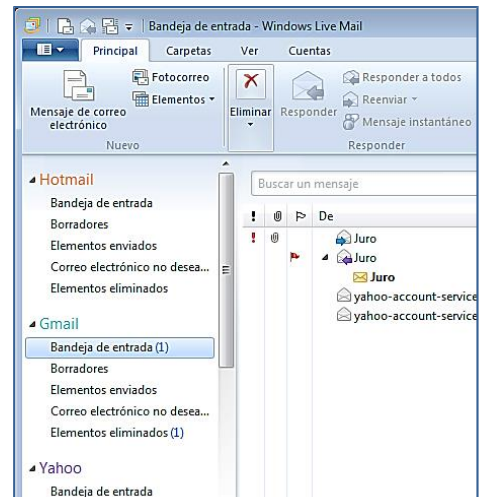 Bandeja de entrada - Windows Live Mail
Principal Carpetas Ver Cuentas
Mensaje de correo electrónico
Fotocorreo
Elementos
Nuevo
Eliminar
Responder
Responder a todos
Reenviar
Mensaje instantáneo
Responder
Hotmail
Bandeja de entrada
Borradores
Elementos enviados
Correo electrónico no desea...
Elementos eliminados
Gmail
Bandeja de entrada (1)
Borradores
Elementos enviados
Correo electrónico no desea...
Elementos eliminados (1)
Yahoo
Bandeja de entrada
Buscar un mensaje
! De
! Juro
Juro
Juro
yahoo-account-service
yahoo-account-service